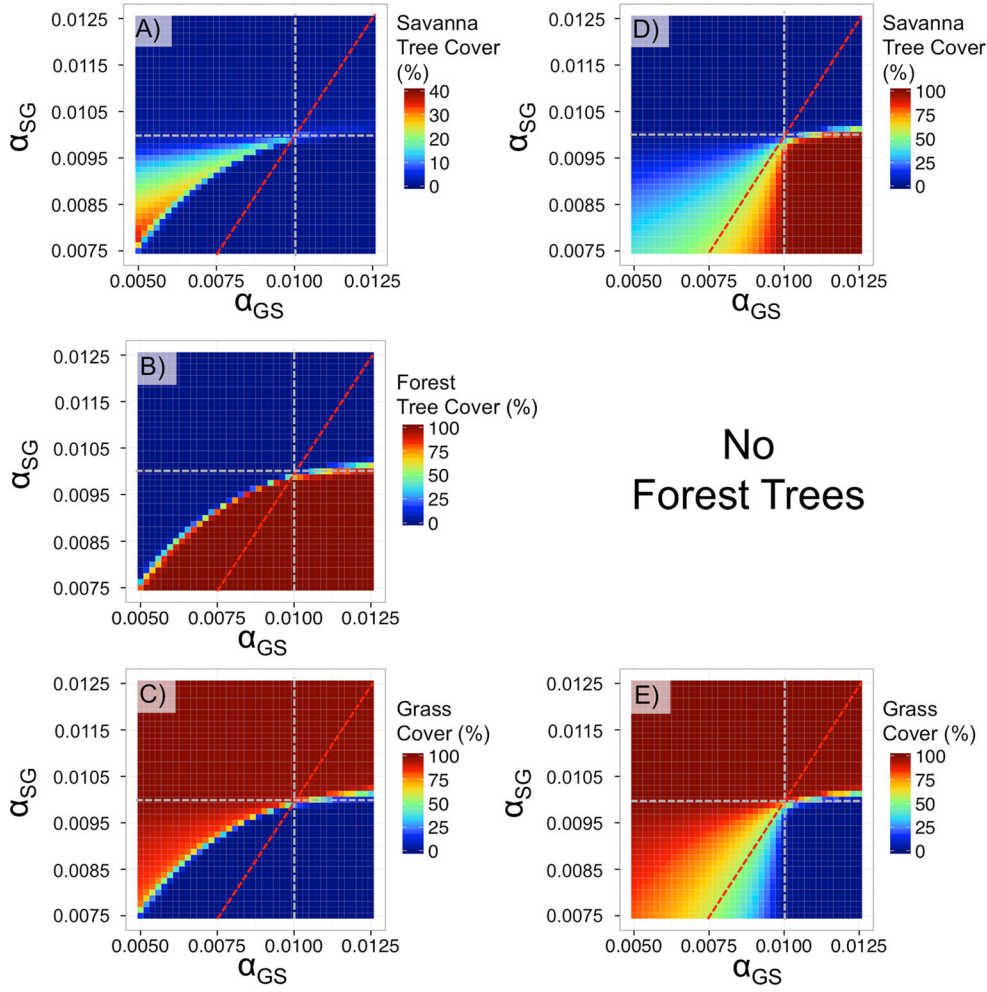 A)
0.0125
0.0115
0.0105
0.0095
0.0085
0.0075
αSG
0.0050 0.0075 0.0100 0.0125
αGS
Savanna
Tree Cover
(%)
40
30
20
10
0
D)
0.0125
0.0115
0.0105
0.0095
0.0085
0.0075
αSG
0.0050 0.0075 0.0100 0.0125
αGS
Savanna
Tree Cover
(%)
100
75
50
25
0
B)
0.0125
0.0115
0.0105
0.0095
0.0085
0.0075
αSG
0.0050 0.0075 0.0100 0.0125
αGS
Forest
Tree Cover (%)
100
75
50
25
0
No
Forest Trees
C)
0.0125
0.0115
0.0105
0.0095
0.0085
0.0075
αSG
0.0050 0.0075 0.0100 0.0125
αGS
Grass
Cover (%)
100
75
50
25
0
E)
0.0125
0.0115
0.0105
0.0095
0.0085
0.0075
αSG
0.0050 0.0075 0.0100 0.0125
αGS
Grass
Cover (%)
100
75
50
25
0